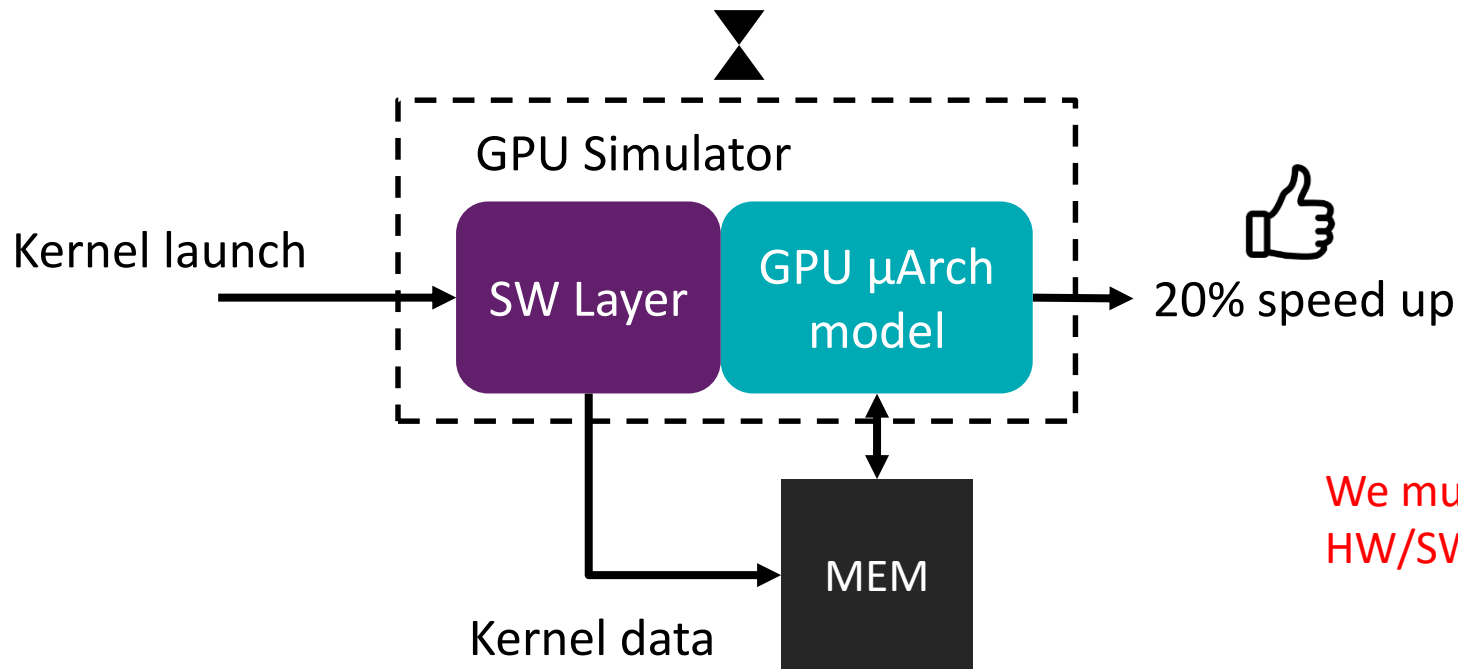 GPU Simulator
Kernel launch
SW Layer
GPU µArch
model
20% speed up
We mu
HW/SW
MEM
Kernel data